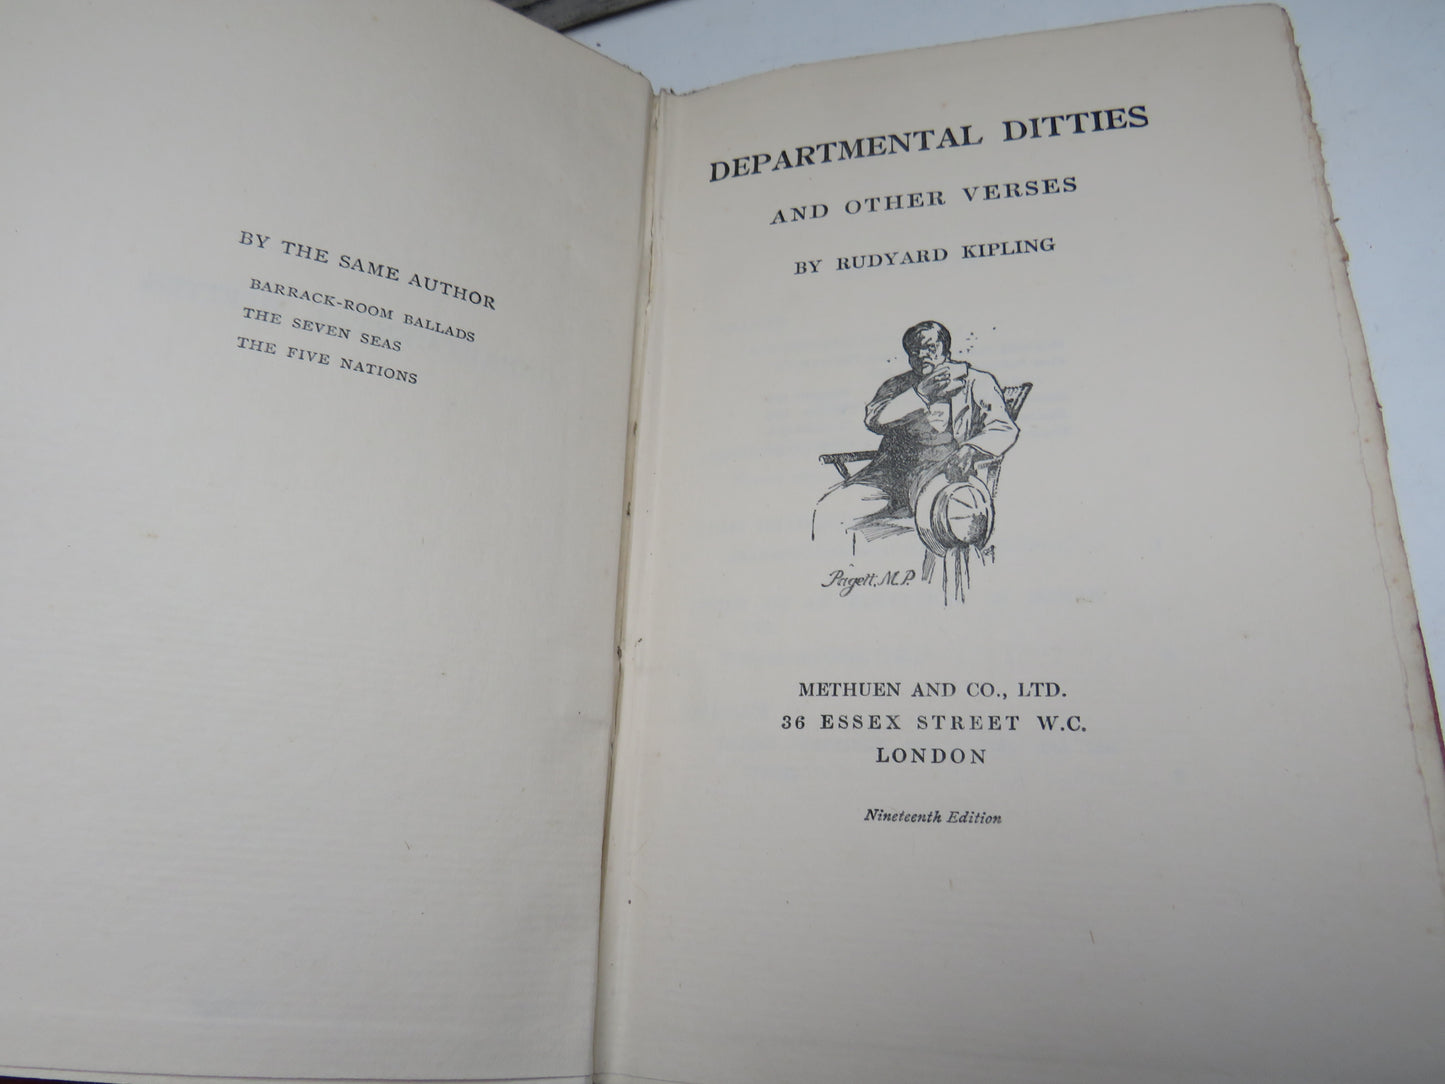 BY THE SAME AUTHOR
BARRACK-ROOM BALLADS
THE SEVEN SEAS
THE FIVE NATIONS
DEPARTMENTAL DITTIES
AND OTHER VERSES
BY RUDYARD KIPLING
Pagett, M.P.
METHUEN AND CO., LTD.
36 ESSEX STREET W.C.
LONDON
Nineteenth Edition